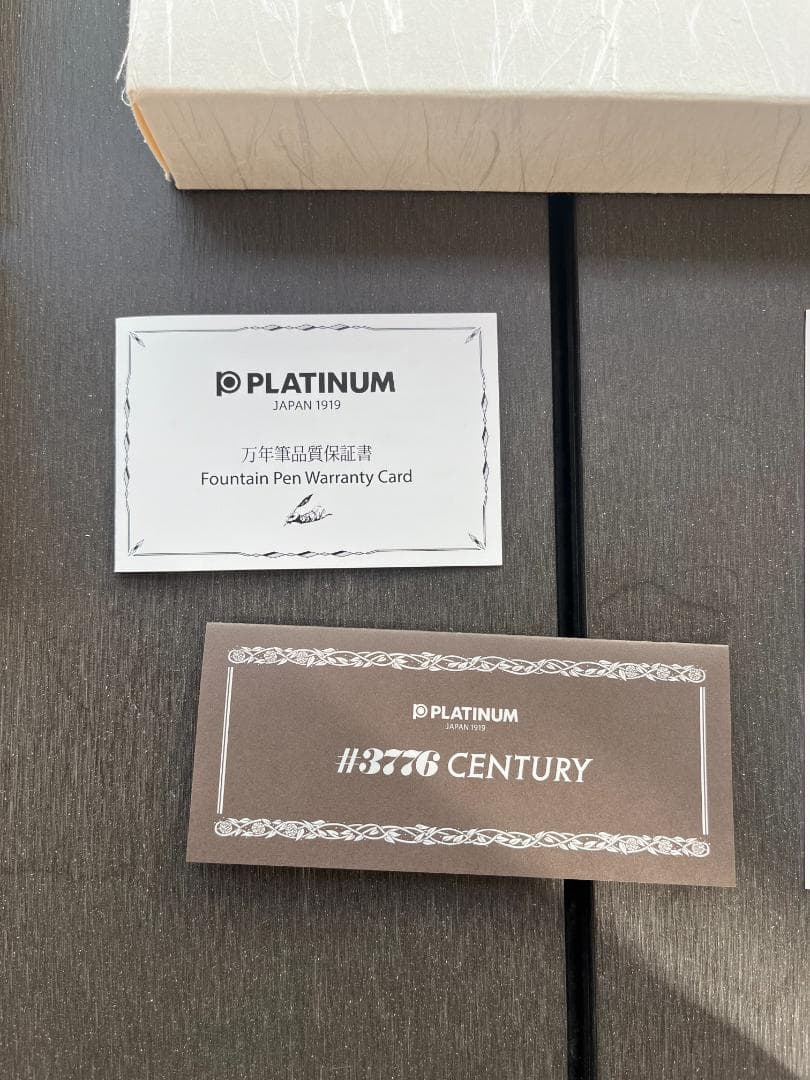 PLATINUM
JAPAN 1919
万年筆品質保証書
Fountain Pen Warranty Card
PLATINUM
JAPAN 1919
#3776 CENTURY